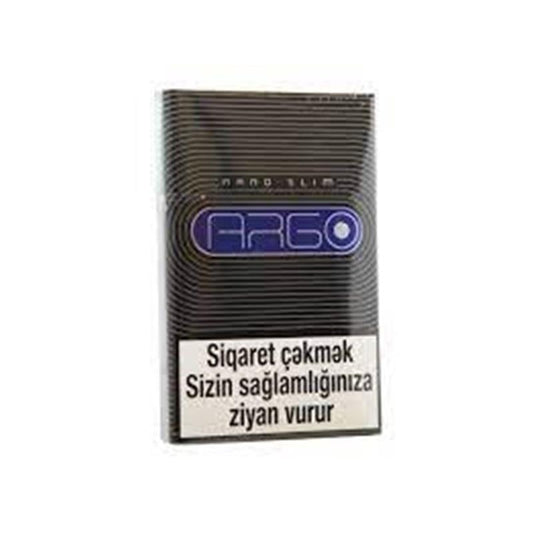 NANO SLIM
ARGO
Siqaret çəkmək
Sizin sağlamlığınıza
ziyan vurur